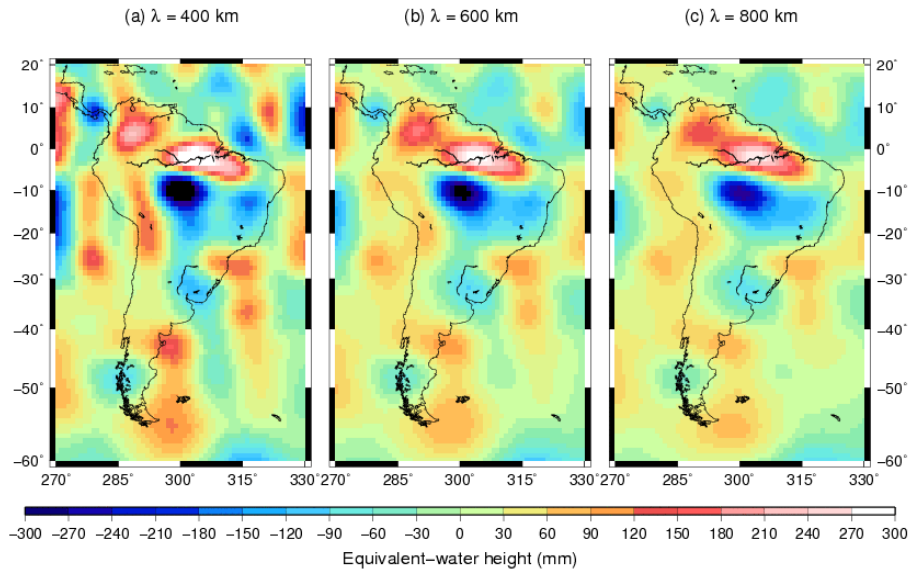 (a) λ = 400 km (b) λ = 600 km (c) λ = 800 km
20° 20°
10° 10°
0° 0°
−10° −10°
−20° −20°
−30° −30°
−40° −40°
−50° −50°
−60° −60°
270° 285° 300° 315° 330° 270° 285° 300° 315° 330° 270° 285° 300° 315° 330°
−300 −270 −240 −210 −180 −150 −120 −90 −60 −30 0 30 60 90 120 150 180 210 240 270 300
Equivalent−water height (mm)